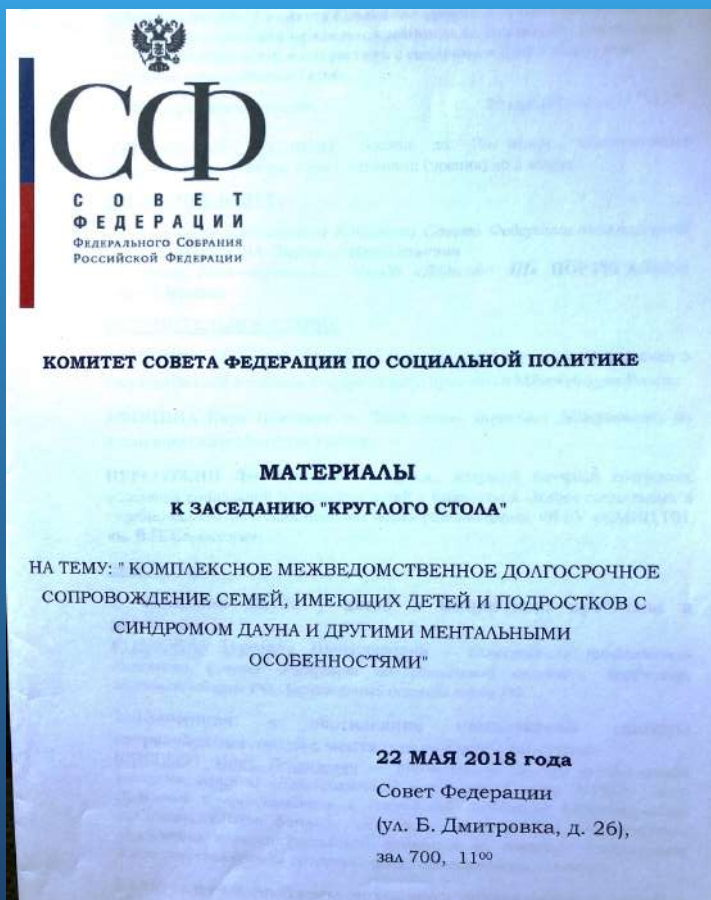 СФ
СОВЕТ
ФЕДЕРАЦИИ
ФЕДЕРАЛЬНОГО СОБРАНИЯ
РОССИЙСКОЙ ФЕДЕРАЦИИ
КОМИТЕТ СОВЕТА ФЕДЕРАЦИИ ПО СОЦИАЛЬНОЙ ПОЛИТИКЕ
МАТЕРИАЛЫ
К ЗАСЕДАНИЮ "КРУГЛОГО СТОЛА"
НА ТЕМУ: " КОМПЛЕКСНОЕ МЕЖВЕДОМСТВЕННОЕ ДОЛГОСРОЧНОЕ
СОПРОВОЖДЕНИЕ СЕМЕЙ, ИМЕЮЩИХ ДЕТЕЙ И ПОДРОСТКОВ С
СИНДРОМОМ ДАУНА И ДРУГИМИ МЕНТАЛЬНЫМИ
ОСОБЕННОСТЯМИ"
22 МАЯ 2018 года
Совет Федерации
(ул. Б. Дмитровка, д. 26),
зал 700, 11⁰⁰